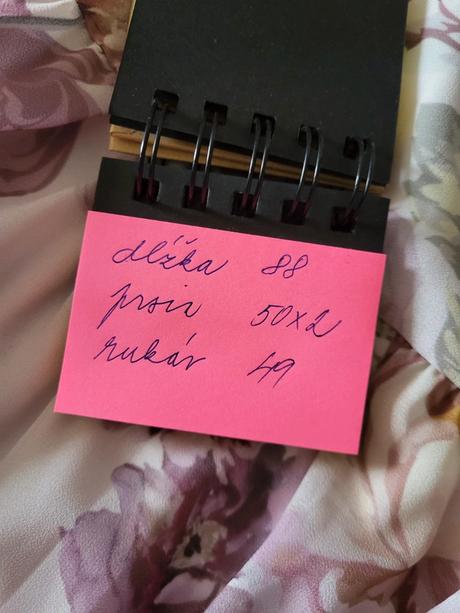 dĺžka 88
prsia 50x2
rukáv 49